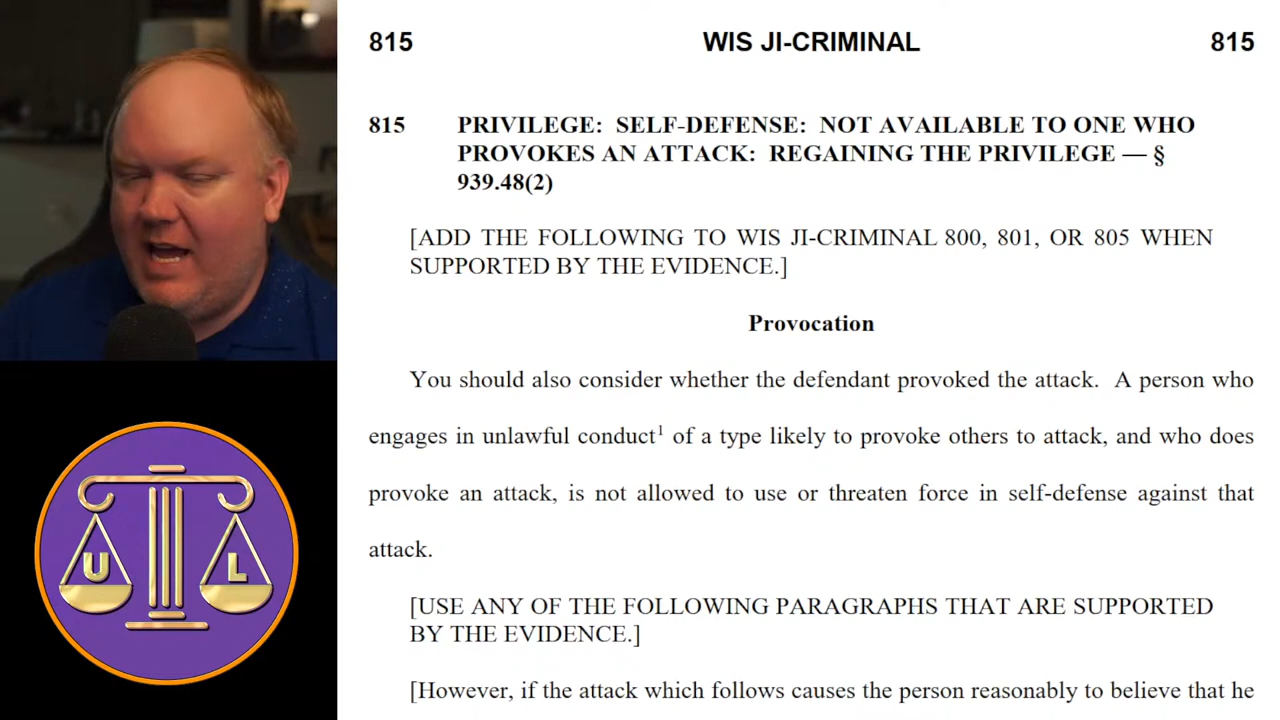 815 WIS JI-CRIMINAL 815
815 PRIVILEGE: SELF-DEFENSE: NOT AVAILABLE TO ONE WHO
PROVOKES AN ATTACK: REGAINING THE PRIVILEGE — §
939.48(2)
[ADD THE FOLLOWING TO WIS JI-CRIMINAL 800, 801, OR 805 WHEN
SUPPORTED BY THE EVIDENCE.]
Provocation
You should also consider whether the defendant provoked the attack. A person who
engages in unlawful conduct¹ of a type likely to provoke others to attack, and who does
provoke an attack, is not allowed to use or threaten force in self-defense against that
attack.
[USE ANY OF THE FOLLOWING PARAGRAPHS THAT ARE SUPPORTED
BY THE EVIDENCE.]
[However, if the attack which follows causes the person reasonably to believe that he
U L